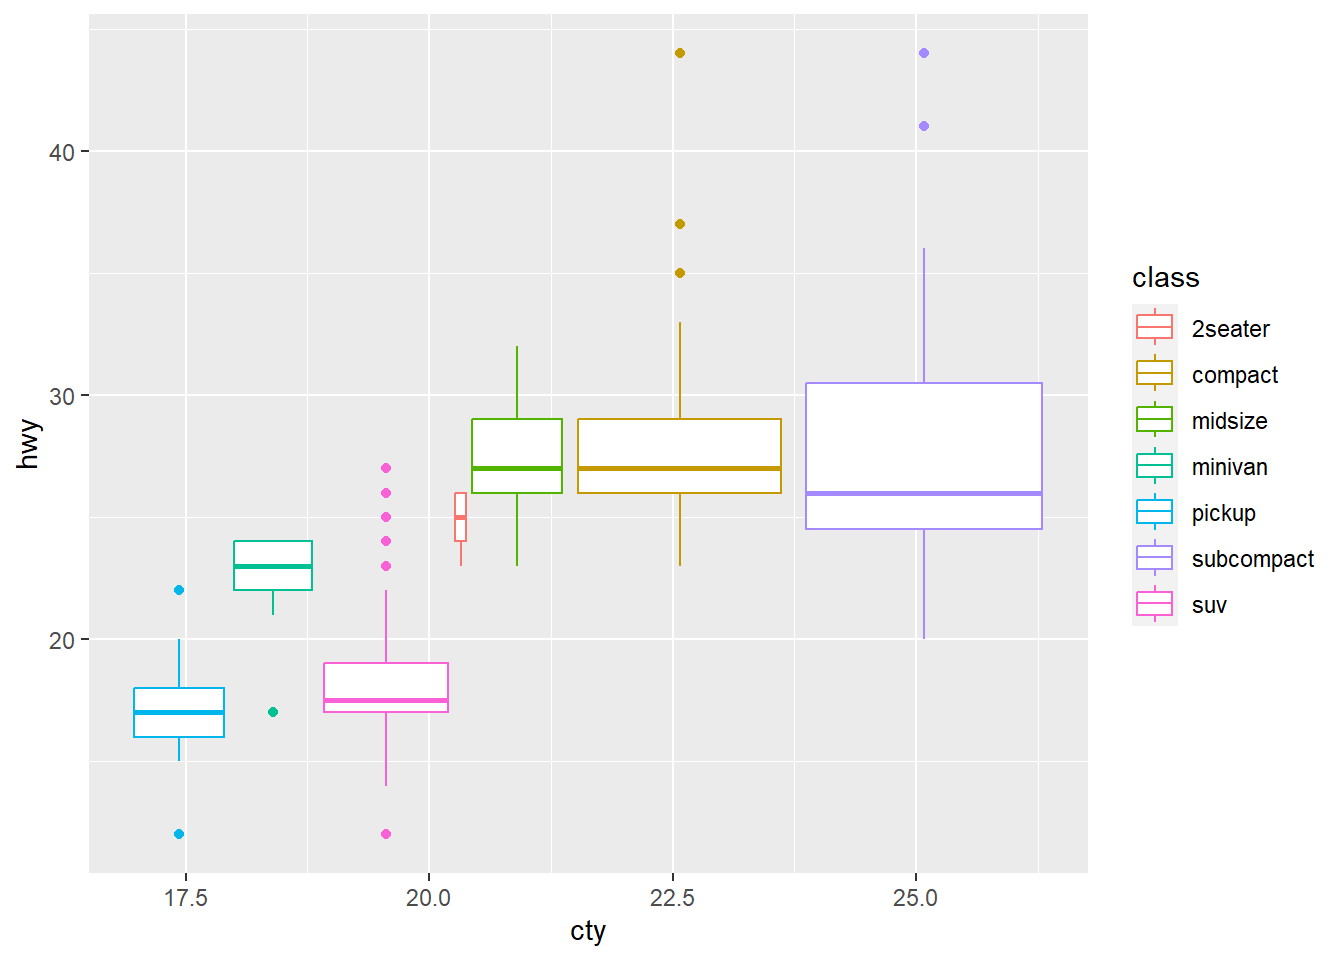 hwy
40
30
20
17.5 20.0 22.5 25.0
cty
class
2seater
compact
midsize
minivan
pickup
subcompact
suv